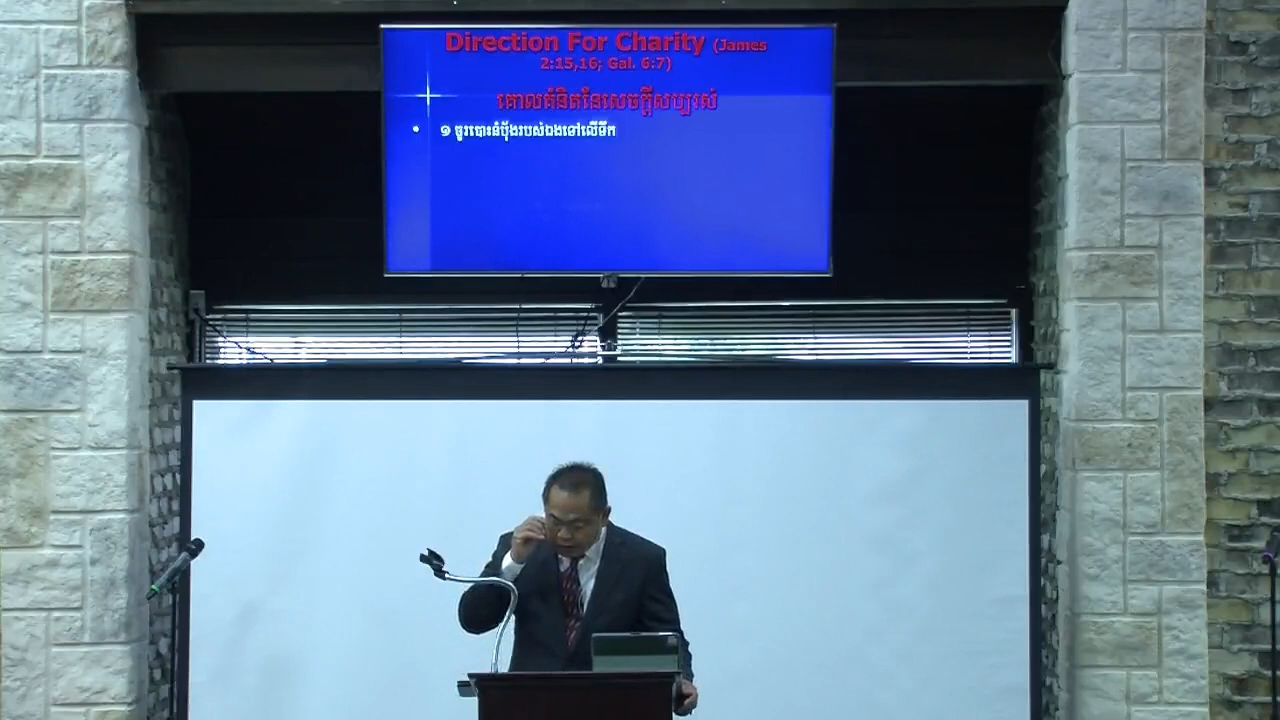 Direction For Charity (James
2:15,16; Gal. 6:7)
គោលគំនិតនៃសេចក្ដីសប្បុរស់
• ១ ចូរបោះនំប៉័ងរបស់ឯងទៅលើទឹក